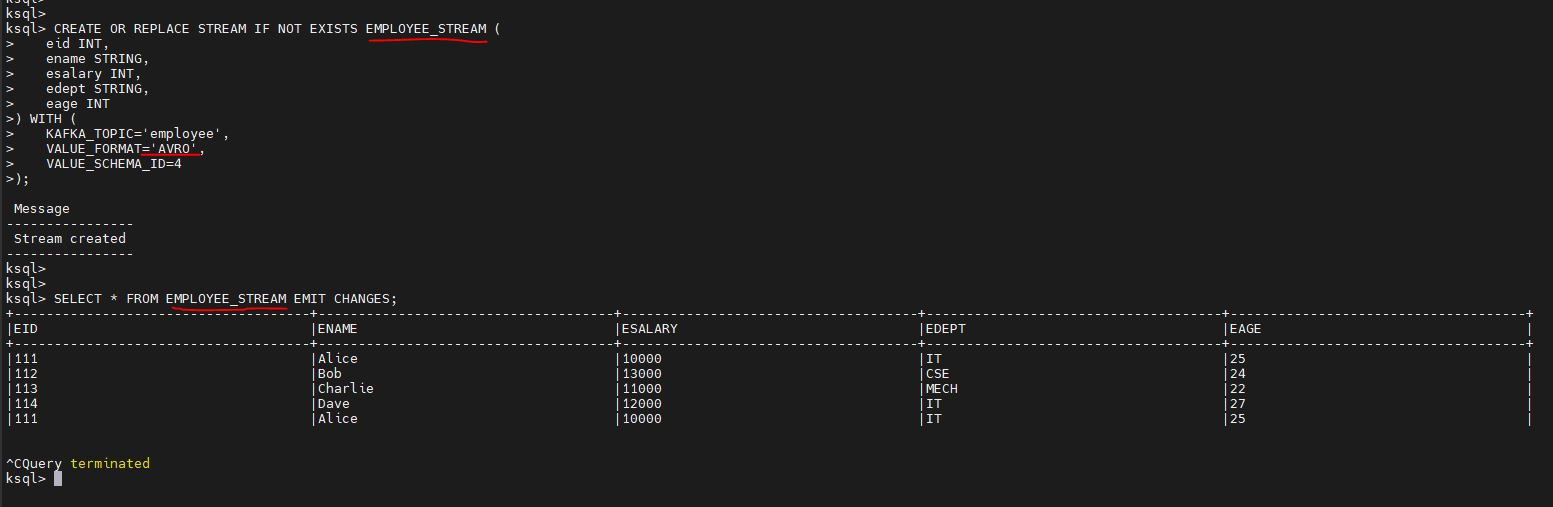 ksql>
ksql>
ksql> CREATE OR REPLACE STREAM IF NOT EXISTS EMPLOYEE_STREAM (
>    eid INT,
>    ename STRING,
>    esalary INT,
>    edept STRING,
>    eage INT
>) WITH (
>    KAFKA_TOPIC='employee',
>    VALUE_FORMAT='AVRO',
>    VALUE_SCHEMA_ID=4
>);
Message
----------------
Stream created
----------------
ksql>
ksql>
ksql> SELECT * FROM EMPLOYEE_STREAM EMIT CHANGES;
+-------------------------------------+-------------------------------------+-------------------------------------+-------------------------------------+-------------------------------------+
|EID |ENAME |ESALARY |EDEPT |EAGE |
+-------------------------------------+-------------------------------------+-------------------------------------+-------------------------------------+-------------------------------------+
|111 |Alice |10000 |IT |25 |
|112 |Bob |13000 |CSE |24 |
|113 |Charlie |11000 |MECH |22 |
|114 |Dave |12000 |IT |27 |
|111 |Alice |10000 |IT |25 |
^CQuery terminated
ksql>